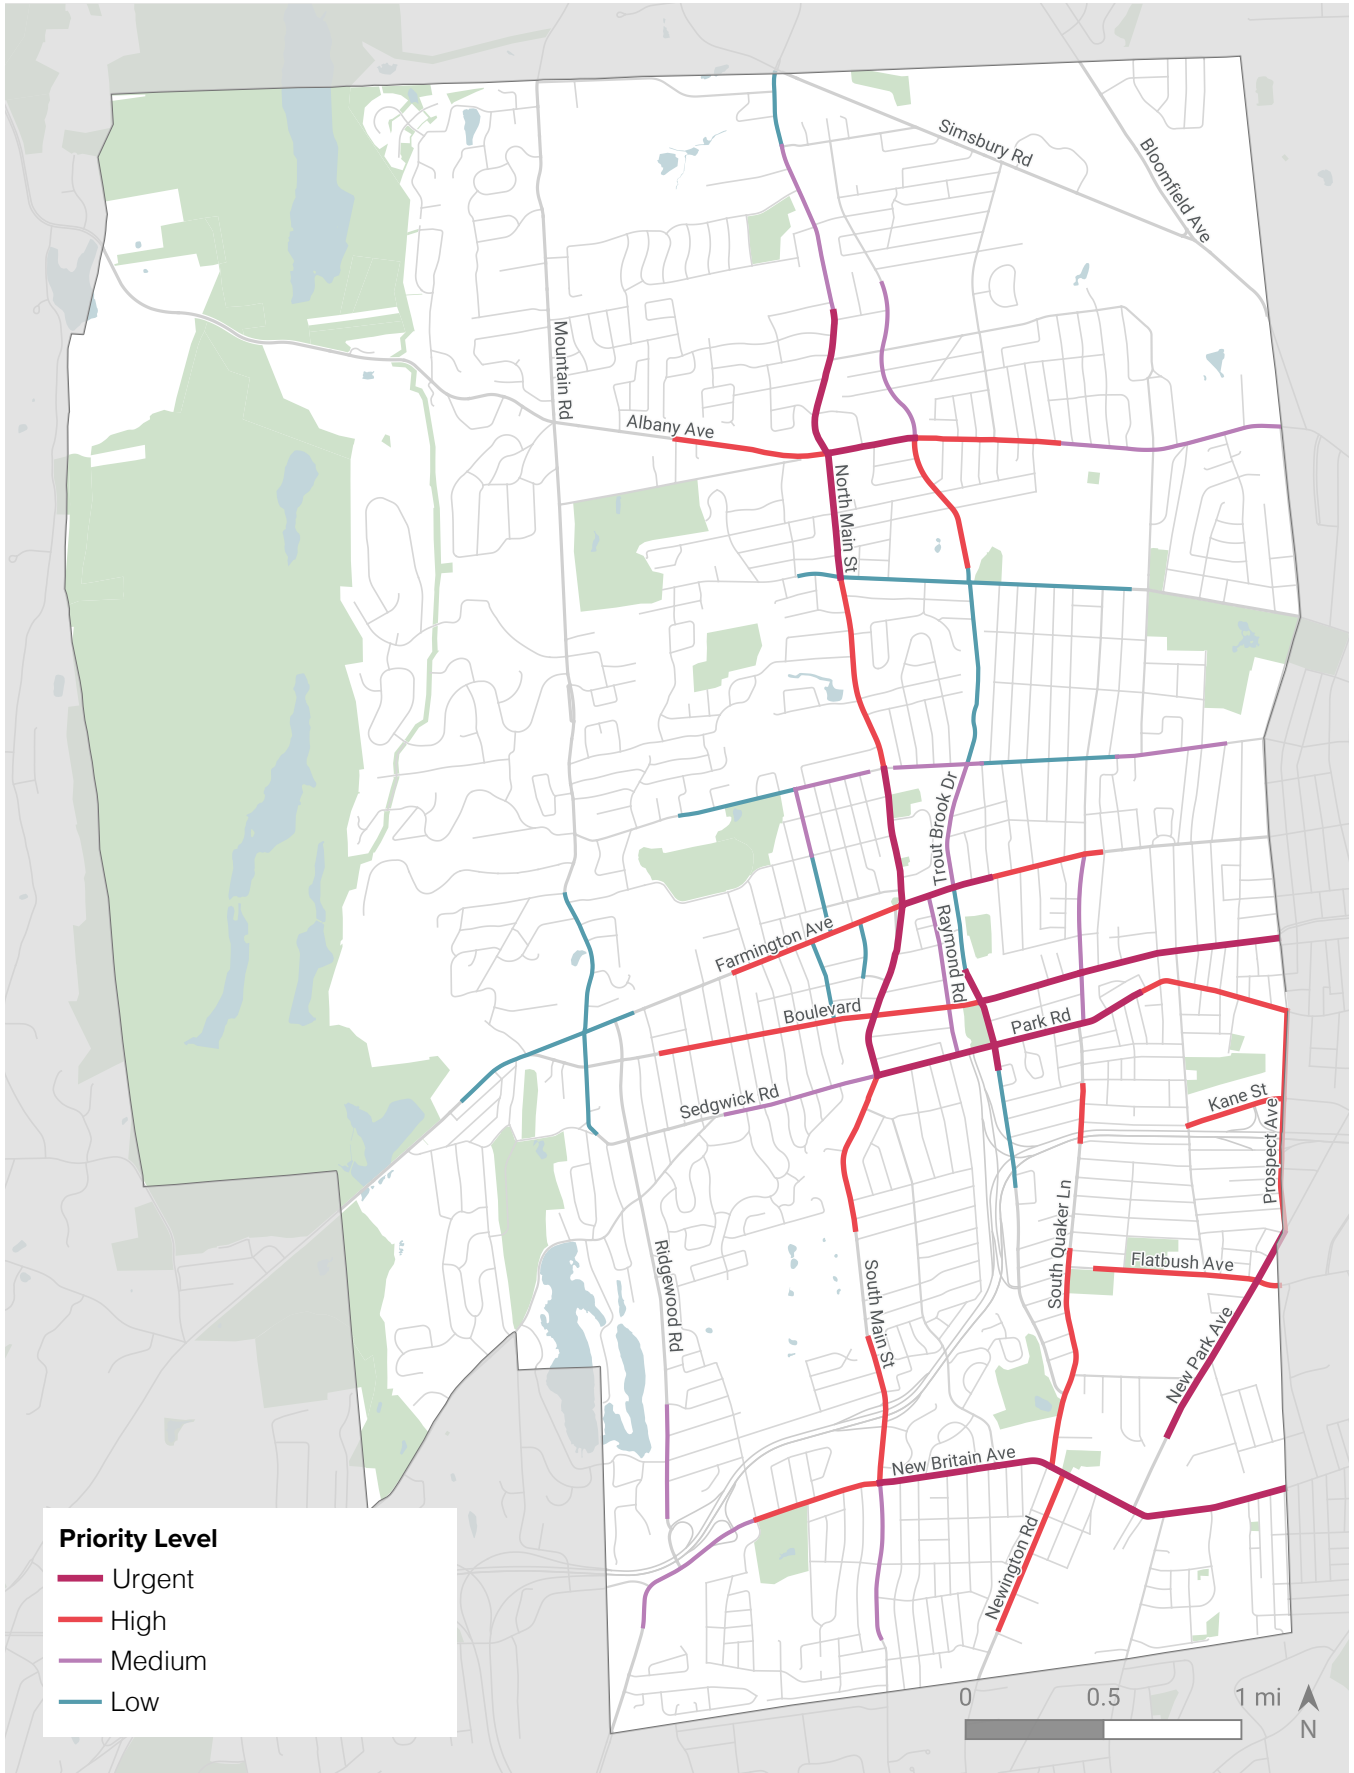 Simsbury Rd
Bloomfield Ave
Mountain Rd
Albany Ave
North Main St
Trout Brook Dr
Farmington Ave
Raymond Rd
Boulevard
Park Rd
Sedgwick Rd
Kane St
Prospect Ave
South Quaker Ln
Ridgewood Rd
South Main St
Flatbush Ave
New Park Ave
New Britain Ave
Newington Rd
Priority Level
Urgent
High
Medium
Low
0 0.5 1 mi
N